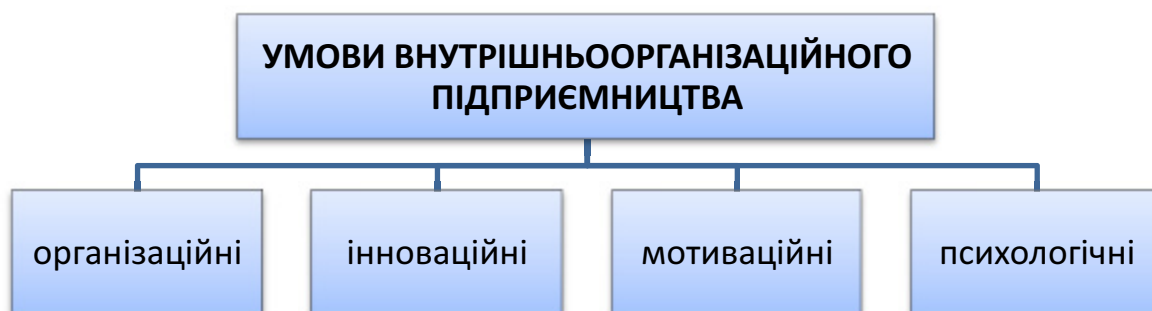 УМОВИ ВНУТРІШНЬООРГАНІЗАЦІЙНОГО
ПІДПРИЄМНИЦТВА
організаційні
інноваційні
мотиваційні
психологічні